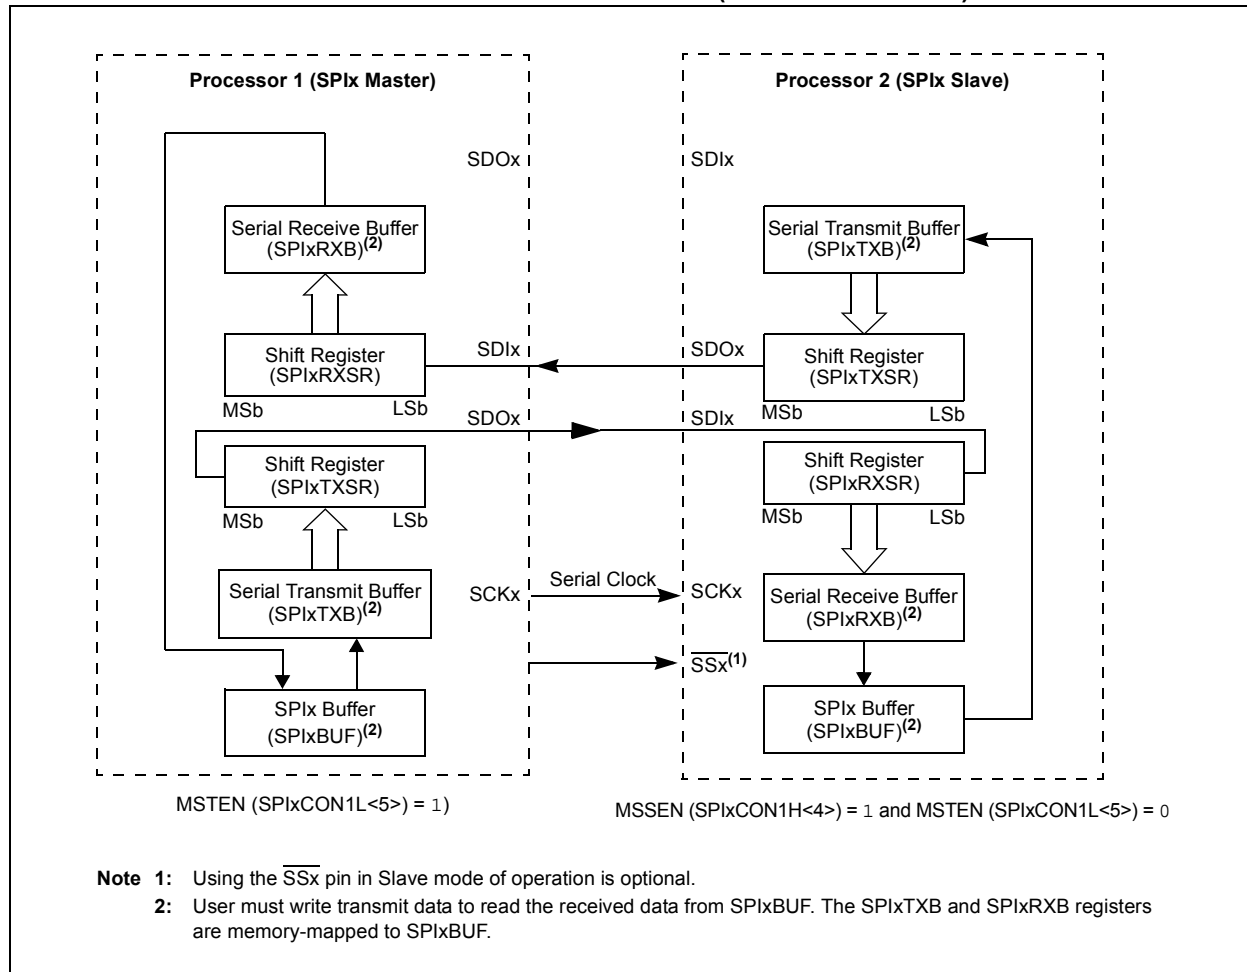 Processor 1 (SPIx Master)
Processor 2 (SPIx Slave)
SDOx
SDIx
Serial Receive Buffer
(SPIxRXB)(2)
Serial Transmit Buffer
(SPIxTXB)(2)
Shift Register
(SPIxRXSR)
SDIx
SDOx
Shift Register
(SPIxTXSR)
MSb
LSb
MSb
LSb
SDOx
SDIx
Shift Register
(SPIxTXSR)
Shift Register
(SPIxRXSR)
MSb
LSb
MSb
LSb
Serial Transmit Buffer
(SPIxTXB)(2)
SCKx
Serial Clock
SCKx
Serial Receive Buffer
(SPIxRXB)(2)
SSx(1)
SPIx Buffer
(SPIxBUF)(2)
SPIx Buffer
(SPIxBUF)(2)
MSTEN (SPIxCON1L<5>) = 1)
MSSEN (SPIxCON1H<4>) = 1 and MSTEN (SPIxCON1L<5>) = 0
Note 1: Using the SSx pin in Slave mode of operation is optional.
2: User must write transmit data to read the received data from SPIxBUF. The SPIxTXB and SPIxRXB registers
are memory-mapped to SPIxBUF.